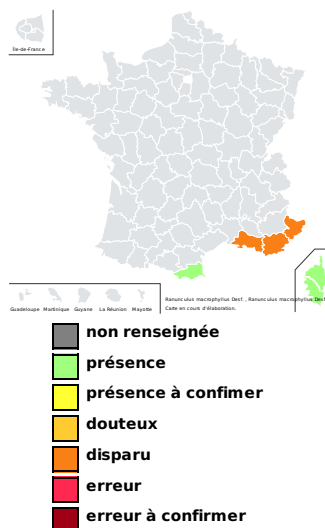 Île-de-France
Guadeloupe Martinique Guyane La Réunion Mayotte
Ranunculus macrophyllus Desf. , Ranunculus macrophyllus Desf
Carte en cours d'élaboration.
non renseignée
présence
présence à confimer
douteux
disparu
erreur
erreur à confirmer